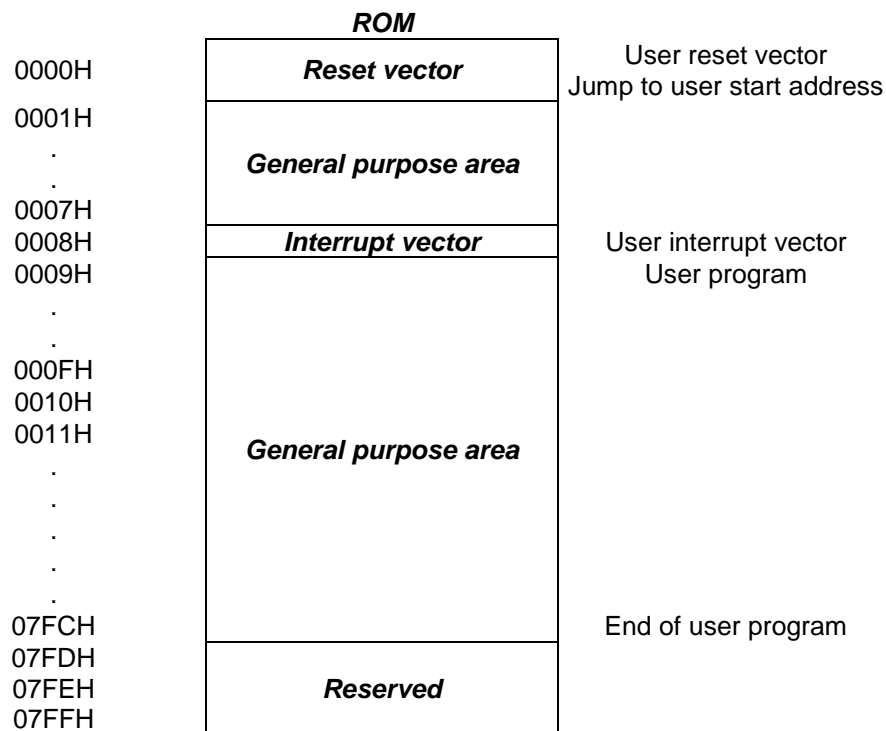 ROM
0000H Reset vector User reset vector
Jump to user start address
0001H
.
.
General purpose area
0007H
0008H Interrupt vector User interrupt vector
0009H User program
.
.
000FH
0010H
0011H
General purpose area
.
.
.
.
.
07FCH End of user program
07FDH
07FEH Reserved
07FFH